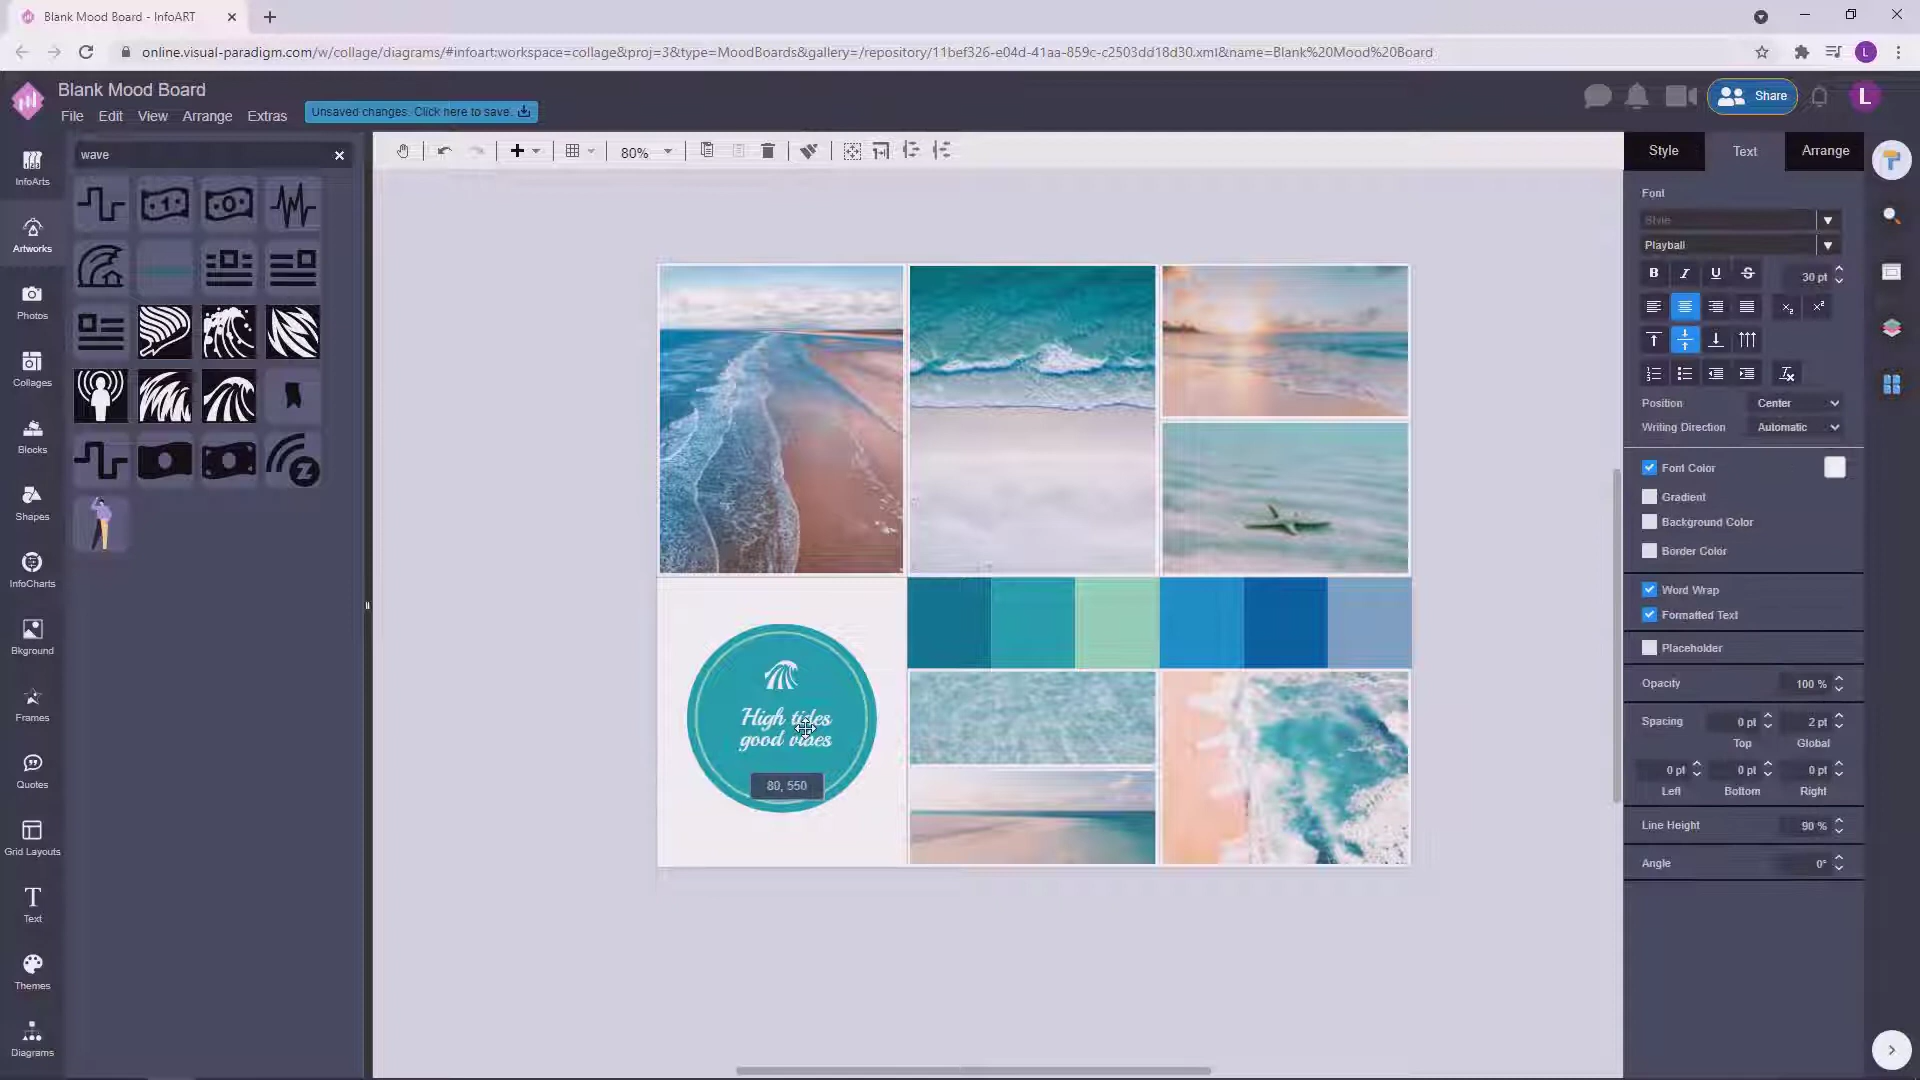 Blank Mood Board - InfoART
online.visual-paradigm.com/w/collage/diagrams/#infoart:workspace=collage&proj=3&type=MoodBoards&gallery=/repository/11bef326-e04d-41aa-859c-c2503dd18d30.xml&name=Blank%20Mood%20Board
L
Blank Mood Board
File Edit View Arrange Extras
Unsaved changes. Click here to save.
Share
L
wave
80%
Style Text Arrange
InfoArts
Artworks
Photos
Collages
Blocks
Shapes
InfoCharts
Bkground
Frames
Quotes
Grid Layouts
Text
Themes
Diagrams
High tides
good vibes
80, 550
Font
Style
Playball
B I U S 30 pt
Position Center
Writing Direction Automatic
Font Color
Gradient
Background Color
Border Color
Word Wrap
Formatted Text
Placeholder
Opacity 100 %
Spacing 0 pt 2 pt
Top Global
0 pt 0 pt 0 pt
Left Bottom Right
Line Height 90 %
Angle 0°